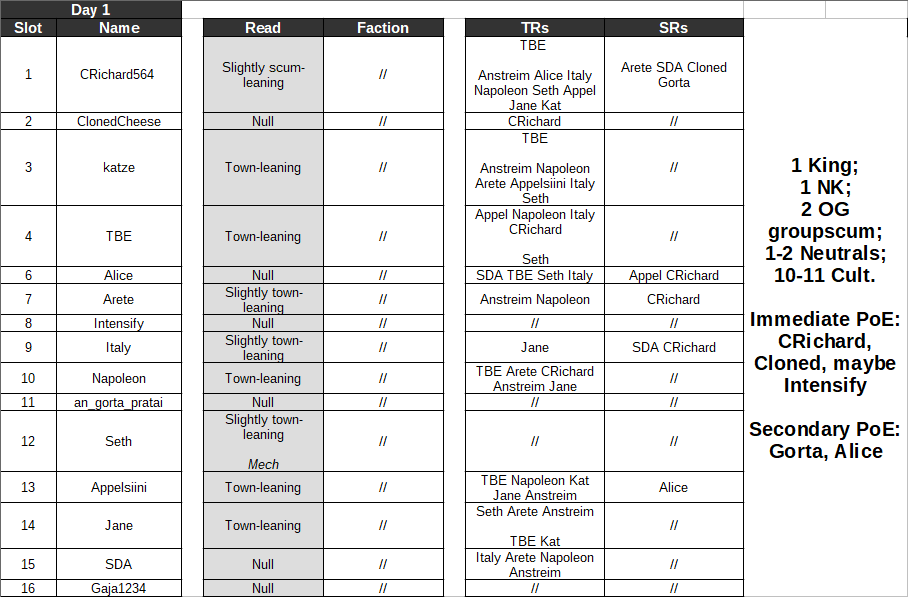 Day 1
Slot Name Read Faction TRs SRs
1 CRichard564 Slightly scum-
leaning // TBE
Anstreim Alice Italy
Napoleon Seth Appel
Jane Kat Arete SDA Cloned
Gorta
2 ClonedCheese Null // CRichard //
3 katze Town-leaning // TBE
Anstreim Napoleon
Arete Appelsiini Italy
Seth //
4 TBE Town-leaning // Appel Napoleon Italy
CRichard
Seth //
6 Alice Null // SDA TBE Seth Italy Appel CRichard
7 Arete Slightly town-
leaning // Anstreim Napoleon CRichard
8 Intensify Null // // //
9 Italy Slightly town-
leaning // Jane SDA CRichard
10 Napoleon Town-leaning // TBE Arete CRichard
Anstreim Jane //
11 an_gorta_pratai Null // // //
12 Seth Slightly town-
leaning
Mech // // //
13 Appelsiini Town-leaning // TBE Napoleon Kat
Jane Anstreim Alice
14 Jane Town-leaning // Seth Arete Anstreim
TBE Kat //
15 SDA Null // Italy Arete Napoleon
Anstreim //
16 Gaja1234 Null // // //
1 King;
1 NK;
2 OG
groupscum;
1-2 Neutrals;
10-11 Cult.
Immediate PoE:
CRichard,
Cloned, maybe
Intensify
Secondary PoE:
Gorta, Alice